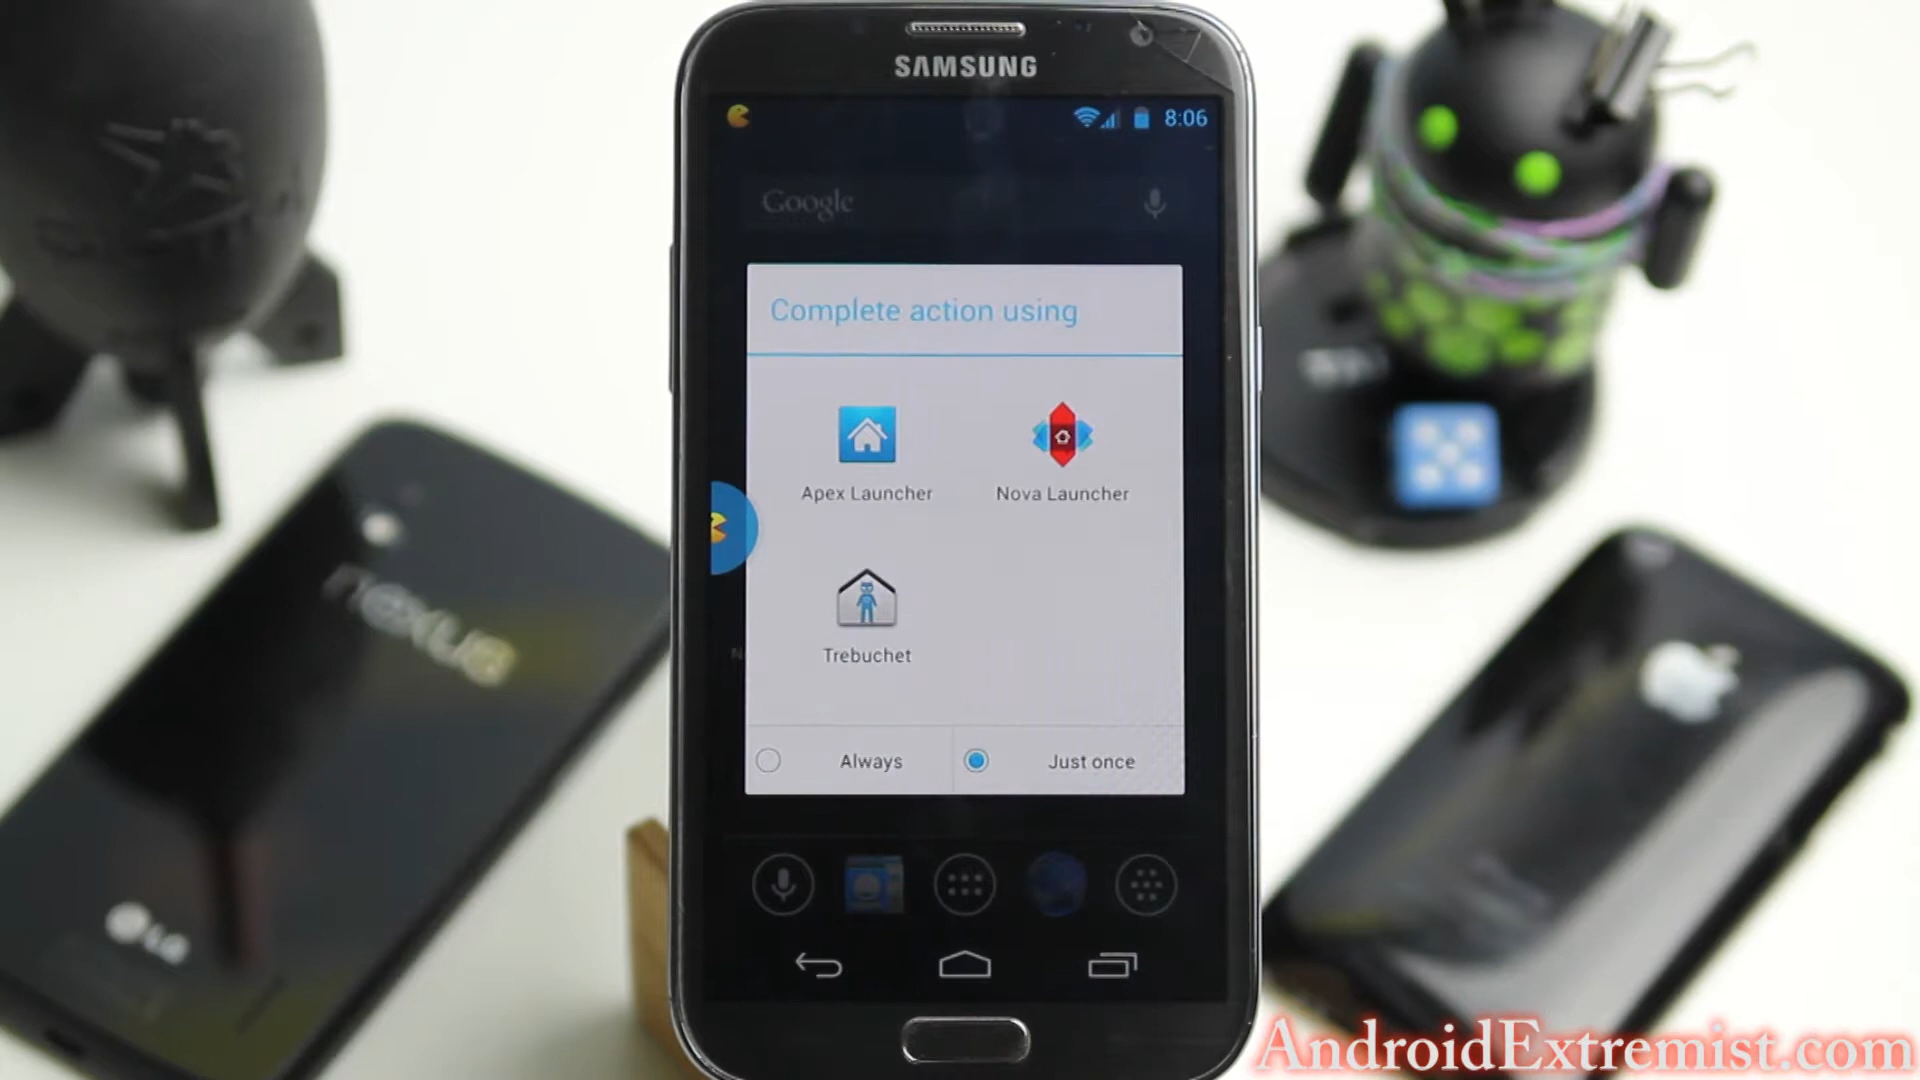 SAMSUNG
8:06
Google
Complete action using
Apex Launcher
Nova Launcher
Trebuchet
Always
Just once
nexus
LG
AndroidExtremist.com